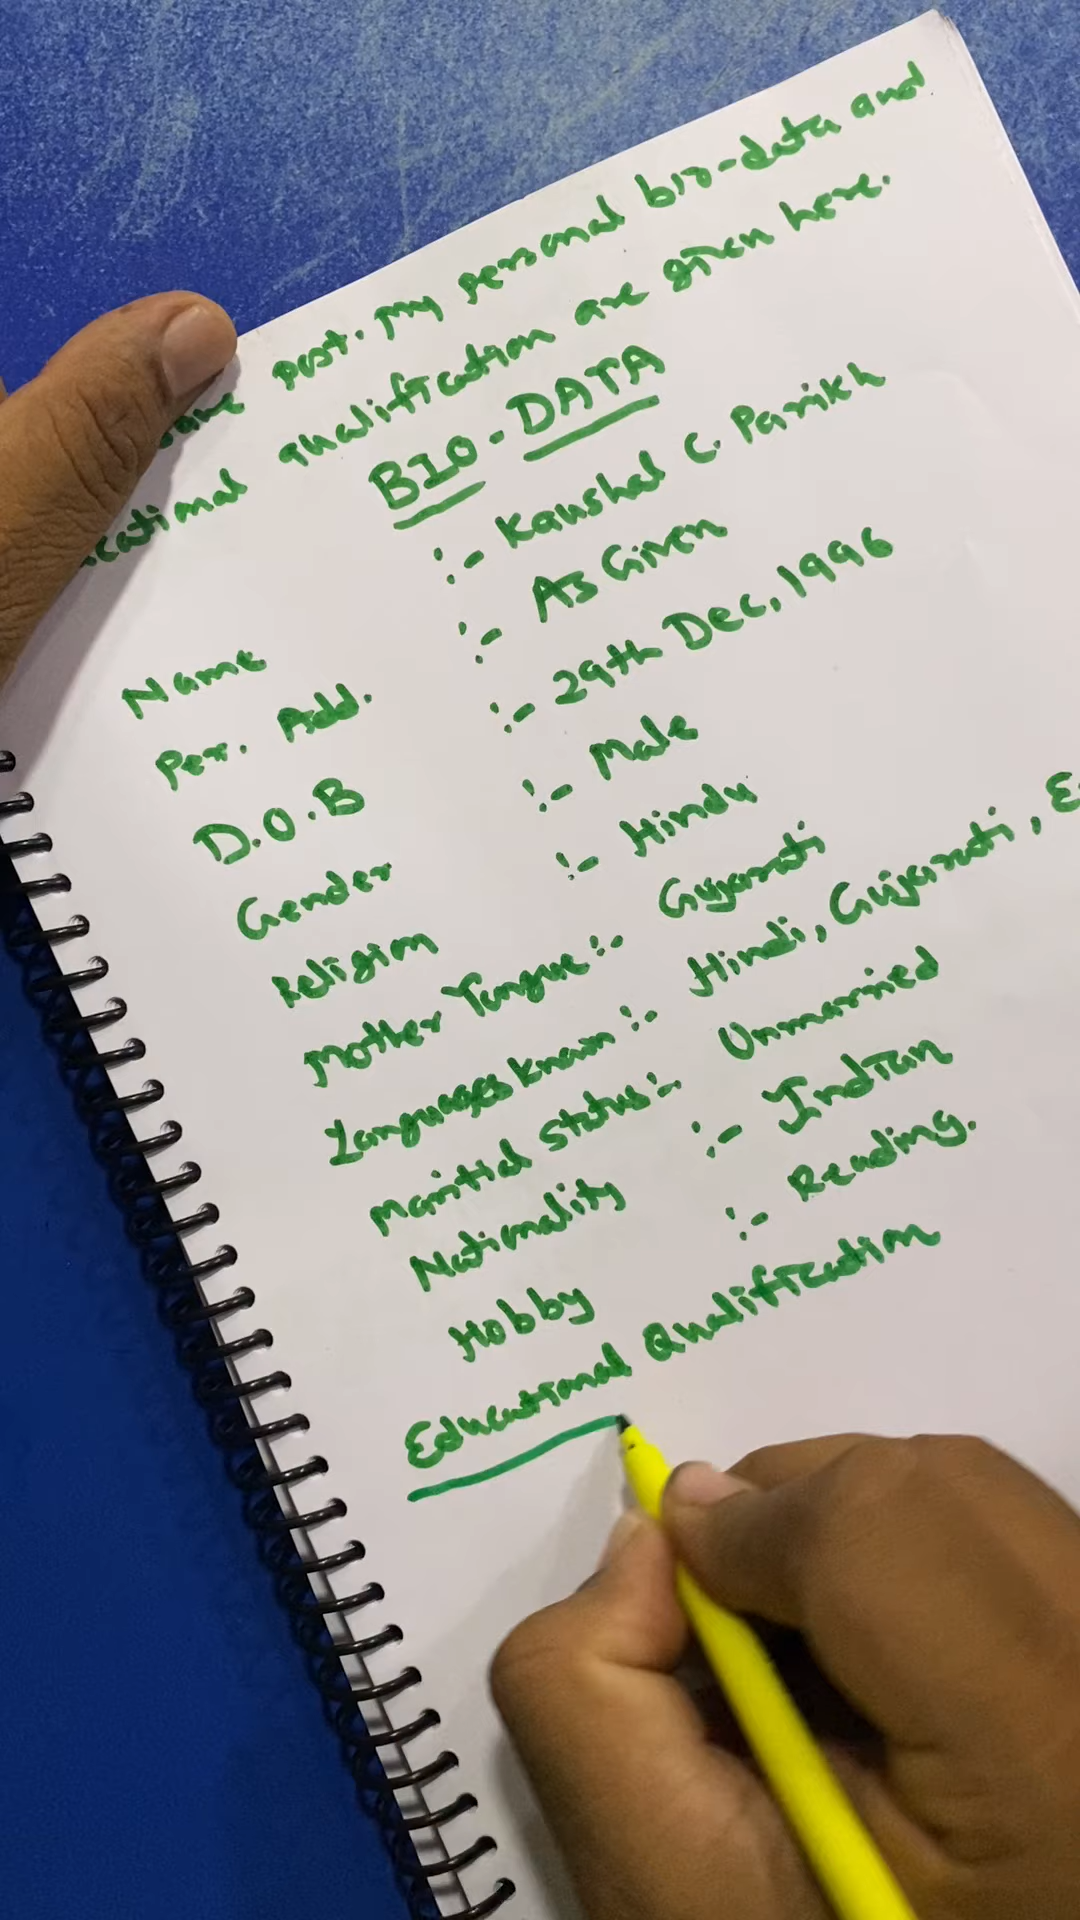 post. my personal bio-data and
qualification are given here.
BIO-DATA
Name :- Kaushal C. Parikh
Per. Add. :- As Given
D.O.B :- 29th Dec, 1996
Gender :- Male
Religion :- Hindu
Mother Tongue :- Gujarati
Languages known :- Hindi, Gujarati,
Maritial Status :- Unmarried
Nationality :- Indian
Hobby :- Reading.
Educational Qualification